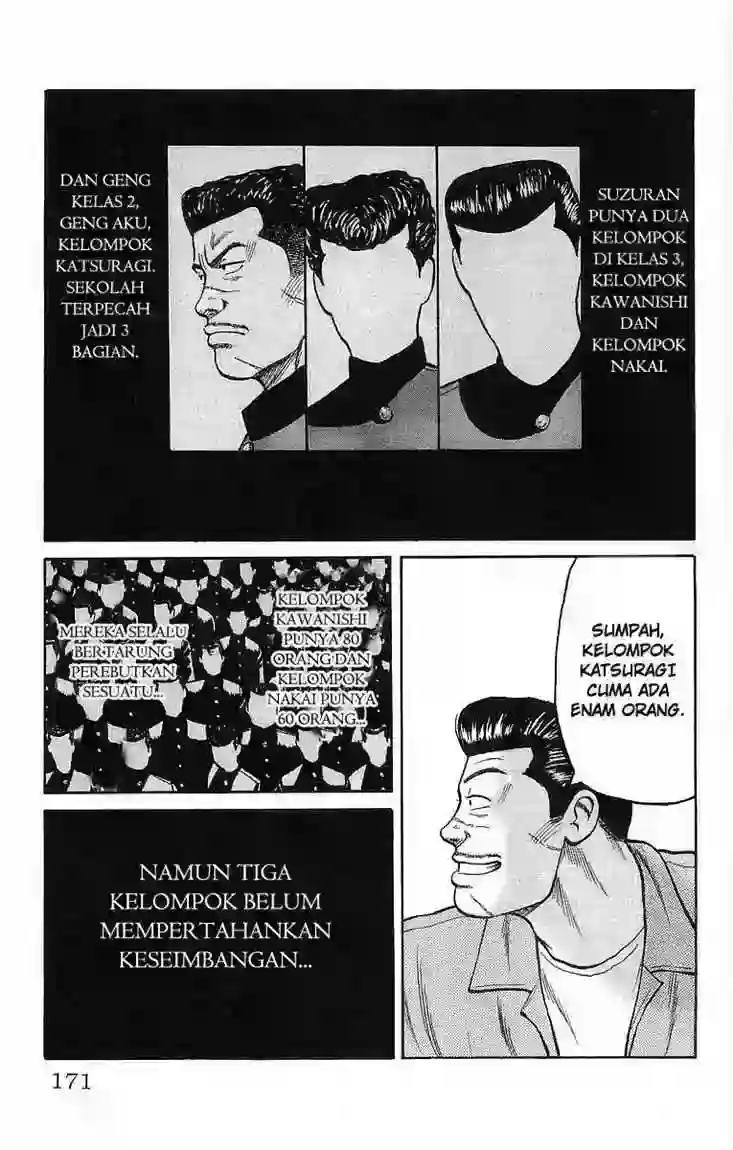 SUZURAN
PUNYA DUA
KELOMPOK
DI KELAS 3,
KELOMPOK
KAWANISHI
DAN
KELOMPOK
NAKAI.
DAN GENG
KELAS 2,
GENG AKU,
KELOMPOK
KATSURAGI.
SEKOLAH
TERPECAH
JADI 3
BAGIAN.
SUMPAH,
KELOMPOK
KATSURAGI
CUMA ADA
ENAM ORANG.
KELOMPOK
KAWANISHI
PUNYA 80
ORANG DAN
KELOMPOK
NAKAI PUNYA
60 ORANG...
MEREKA SELALU
BERTARUNG
PEREBUTKAN
SESUATU...
NAMUN TIGA
KELOMPOK BELUM
MEMPERTAHANKAN
KESEIMBANGAN...
171